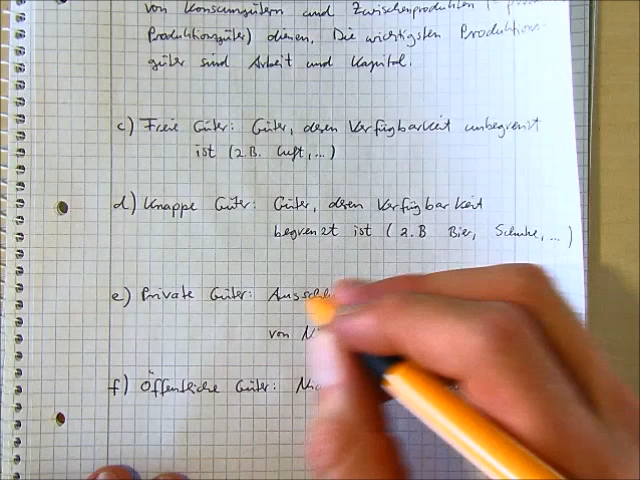 von Konsumgütern und Zwischenprodukten (=
Produktionsgüter) dienen. Die wichtigsten Produktions-
güter sind Arbeit und Kapital.
c) Freie Güter: Güter, deren Verfügbarkeit unbegrenzt
ist (z.B. Luft,...)
d) Knappe Güter: Güter, deren Verfügbarkeit
begrenzt ist (z.B Bier, Schuhe,...)
e) Private Güter:
von
f) Öffentliche Güter: